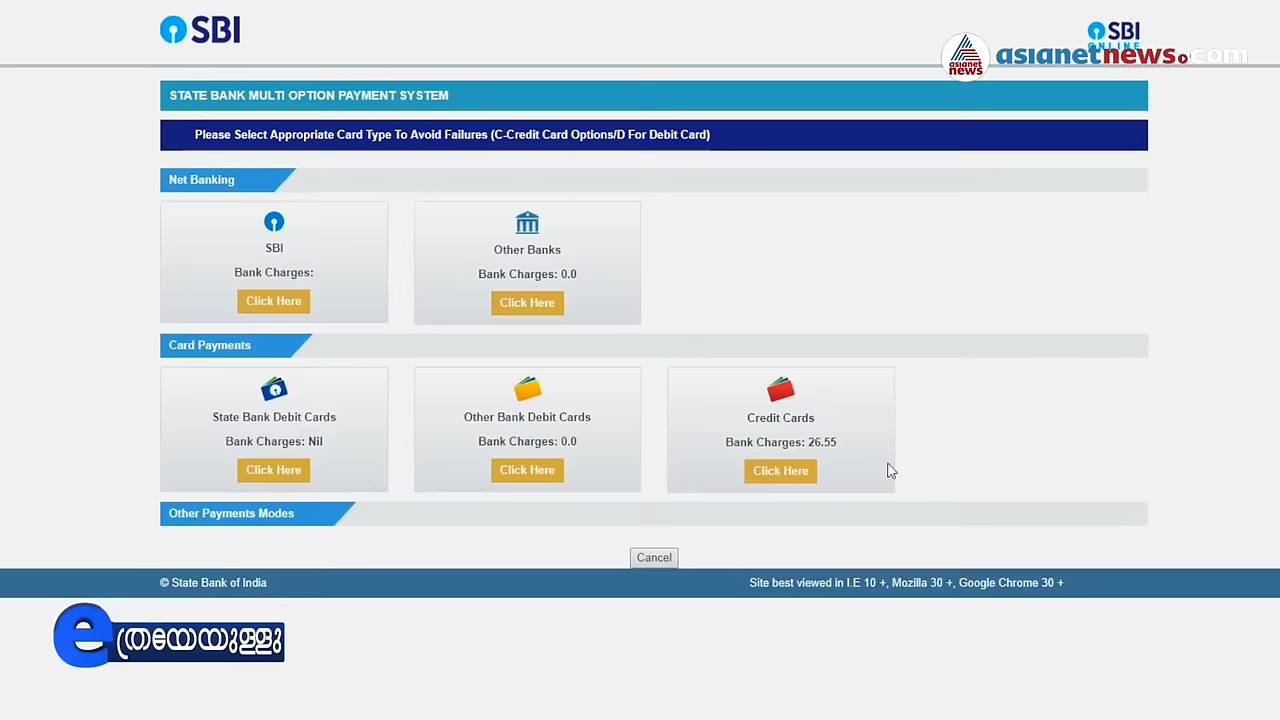 SBI
SBI
ONLINE
asianet
news
asianetnews.com
STATE BANK MULTI OPTION PAYMENT SYSTEM
Please Select Appropriate Card Type To Avoid Failures (C-Credit Card Options/D For Debit Card)
Net Banking
SBI
Bank Charges:
Click Here
Other Banks
Bank Charges: 0.0
Click Here
Card Payments
State Bank Debit Cards
Bank Charges: Nil
Click Here
Other Bank Debit Cards
Bank Charges: 0.0
Click Here
Credit Cards
Bank Charges: 26.55
Click Here
Other Payments Modes
Cancel
© State Bank of India
Site best viewed in I.E 10 +, Mozilla 30 +, Google Chrome 30 +
e ത്രയേയുള്ളു